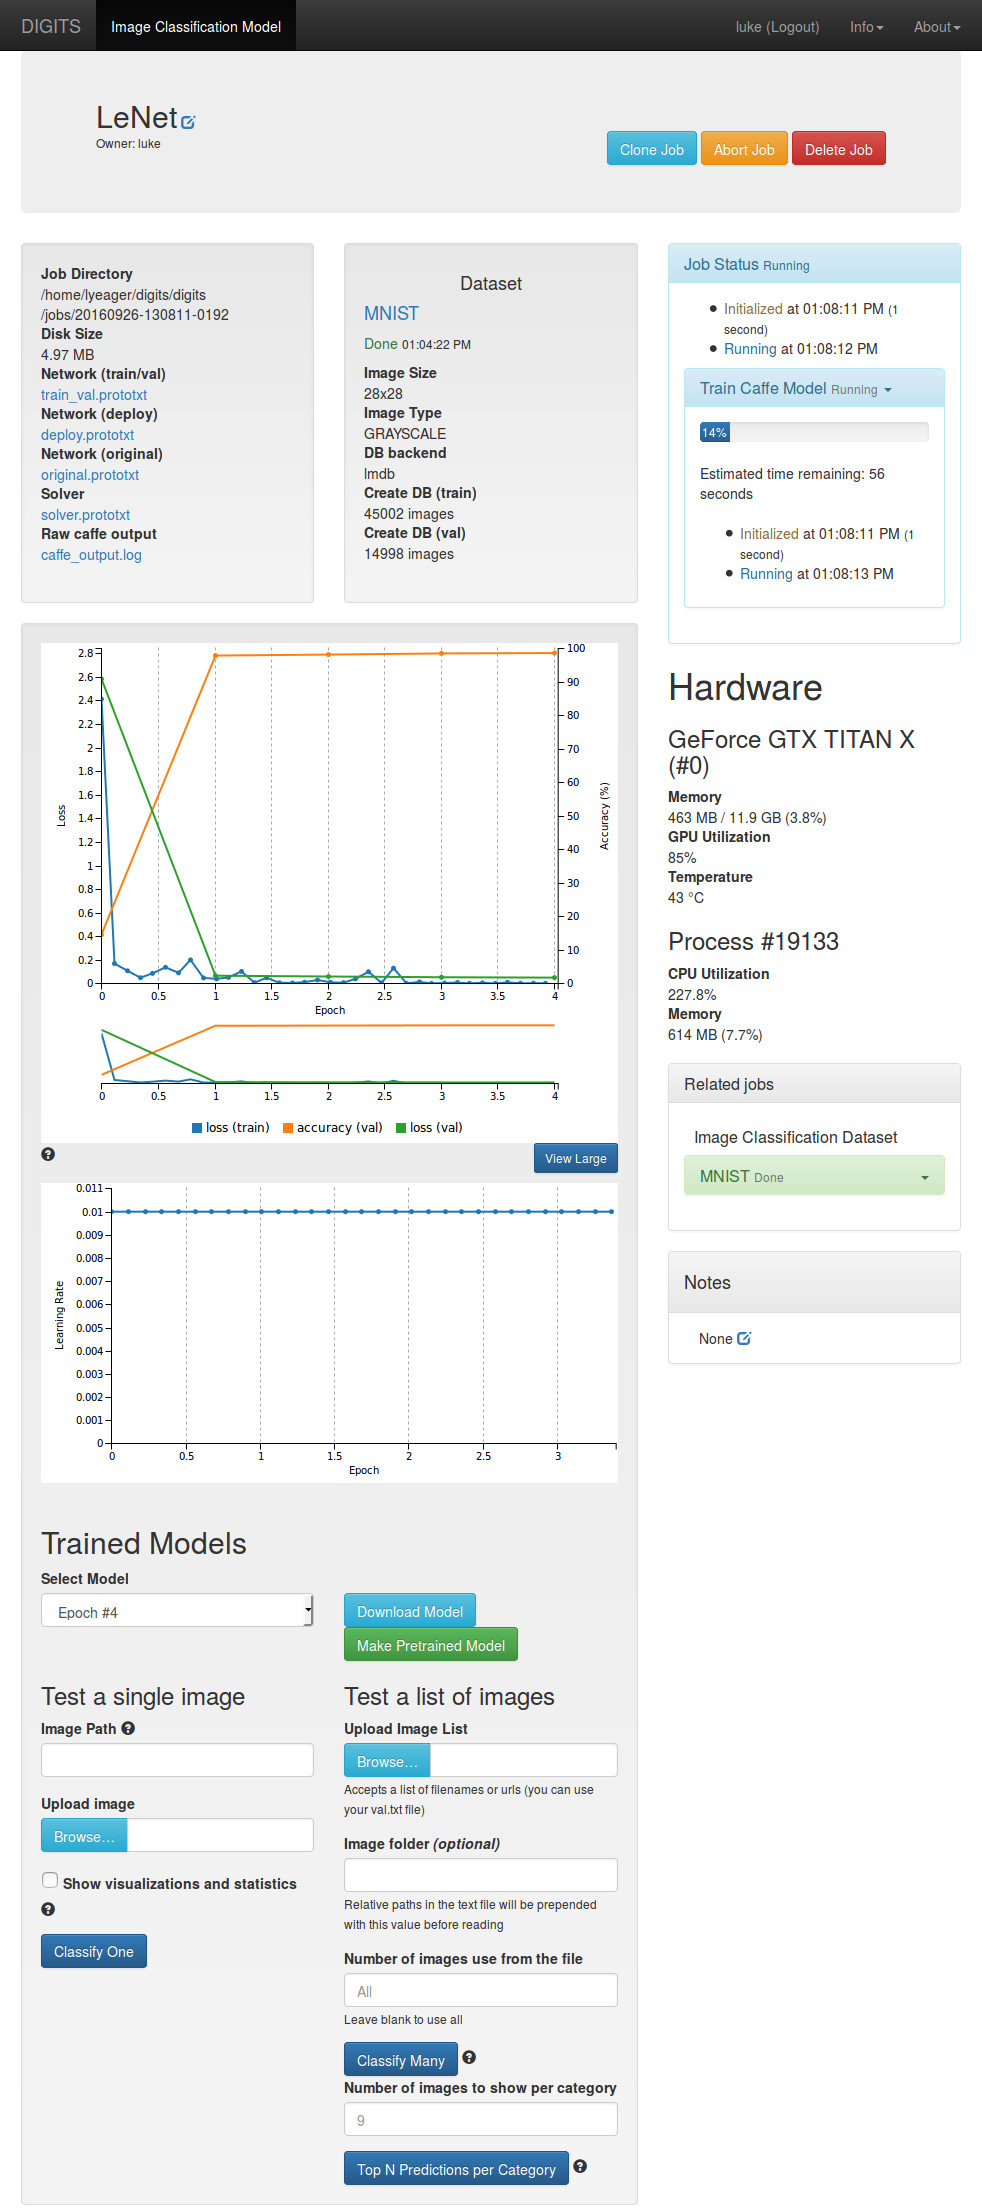 DIGITS Image Classification Model luke (Logout) Info About
LeNet
Owner: luke
Clone Job Abort Job Delete Job
Job Directory
/home/lyeager/digits/digits
/jobs/20160926-130811-0192
Disk Size
4.97 MB
Network (train/val)
train_val.prototxt
Network (deploy)
deploy.prototxt
Network (original)
original.prototxt
Solver
solver.prototxt
Raw caffe output
caffe_output.log
Dataset
MNIST
Done 01:04:22 PM
Image Size
28x28
Image Type
GRAYSCALE
DB backend
lmdb
Create DB (train)
45002 images
Create DB (val)
14998 images
Job Status Running
Initialized at 01:08:11 PM (1
second)
Running at 01:08:12 PM
Train Caffe Model Running
14%
Estimated time remaining: 56
seconds
Initialized at 01:08:11 PM (1
second)
Running at 01:08:13 PM
2.8
2.6
2.4
2.2
2
1.8
1.6
1.4
1.2
1
0.8
0.6
0.4
0.2
0
Loss
100
90
80
70
60
50
40
30
20
10
0
Accuracy (%)
0 0.5 1 1.5 2 2.5 3 3.5 4
Epoch
0 0.5 1 1.5 2 2.5 3 3.5 4
loss (train) accuracy (val) loss (val)
View Large
0.011
0.01
0.009
0.008
0.007
0.006
0.005
0.004
0.003
0.002
0.001
0
Learning Rate
0 0.5 1 1.5 2 2.5 3
Epoch
Hardware
GeForce GTX TITAN X
(#0)
Memory
463 MB / 11.9 GB (3.8%)
GPU Utilization
85%
Temperature
43 °C
Process #19133
CPU Utilization
227.8%
Memory
614 MB (7.7%)
Related jobs
Image Classification Dataset
MNIST Done
Notes
None
Trained Models
Select Model
Epoch #4
Download Model
Make Pretrained Model
Test a single image
Image Path
Upload image
Browse...
Show visualizations and statistics
Classify One
Test a list of images
Upload Image List
Browse...
Accepts a list of filenames or urls (you can use
your val.txt file)
Image folder (optional)
Relative paths in the text file will be prepended
with this value before reading
Number of images use from the file
All
Leave blank to use all
Classify Many
Number of images to show per category
9
Top N Predictions per Category